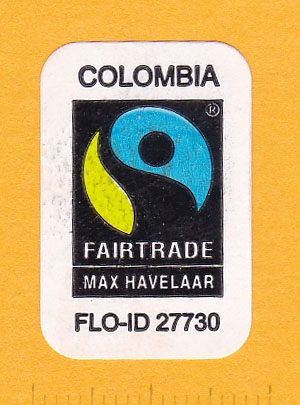 COLOMBIA
®
FAIRTRADE
MAX HAVELAAR
FLO-ID 27730